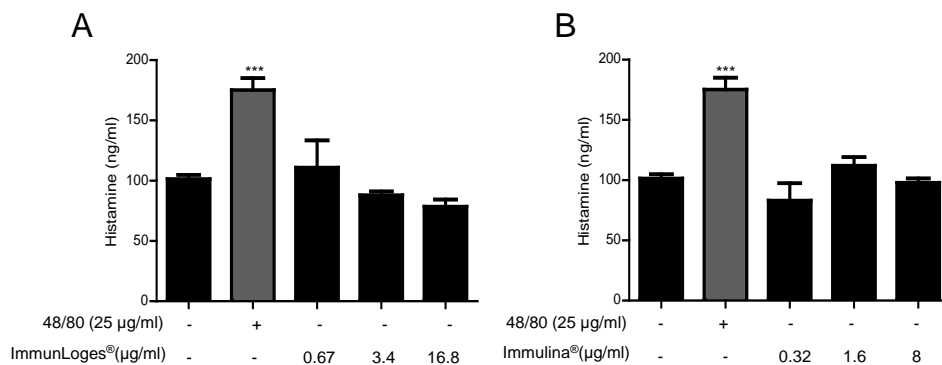 A
200
***
150
100
50
0
Histamine (ng/ml)
48/80 (25 µg/ml) - + - - -
ImmunLoges®(µg/ml) - - 0.67 3.4 16.8
B
200
***
150
100
50
0
Histamine (ng/ml)
48/80 (25 µg/ml) - + - - -
Immulina®(µg/ml) - - 0.32 1.6 8